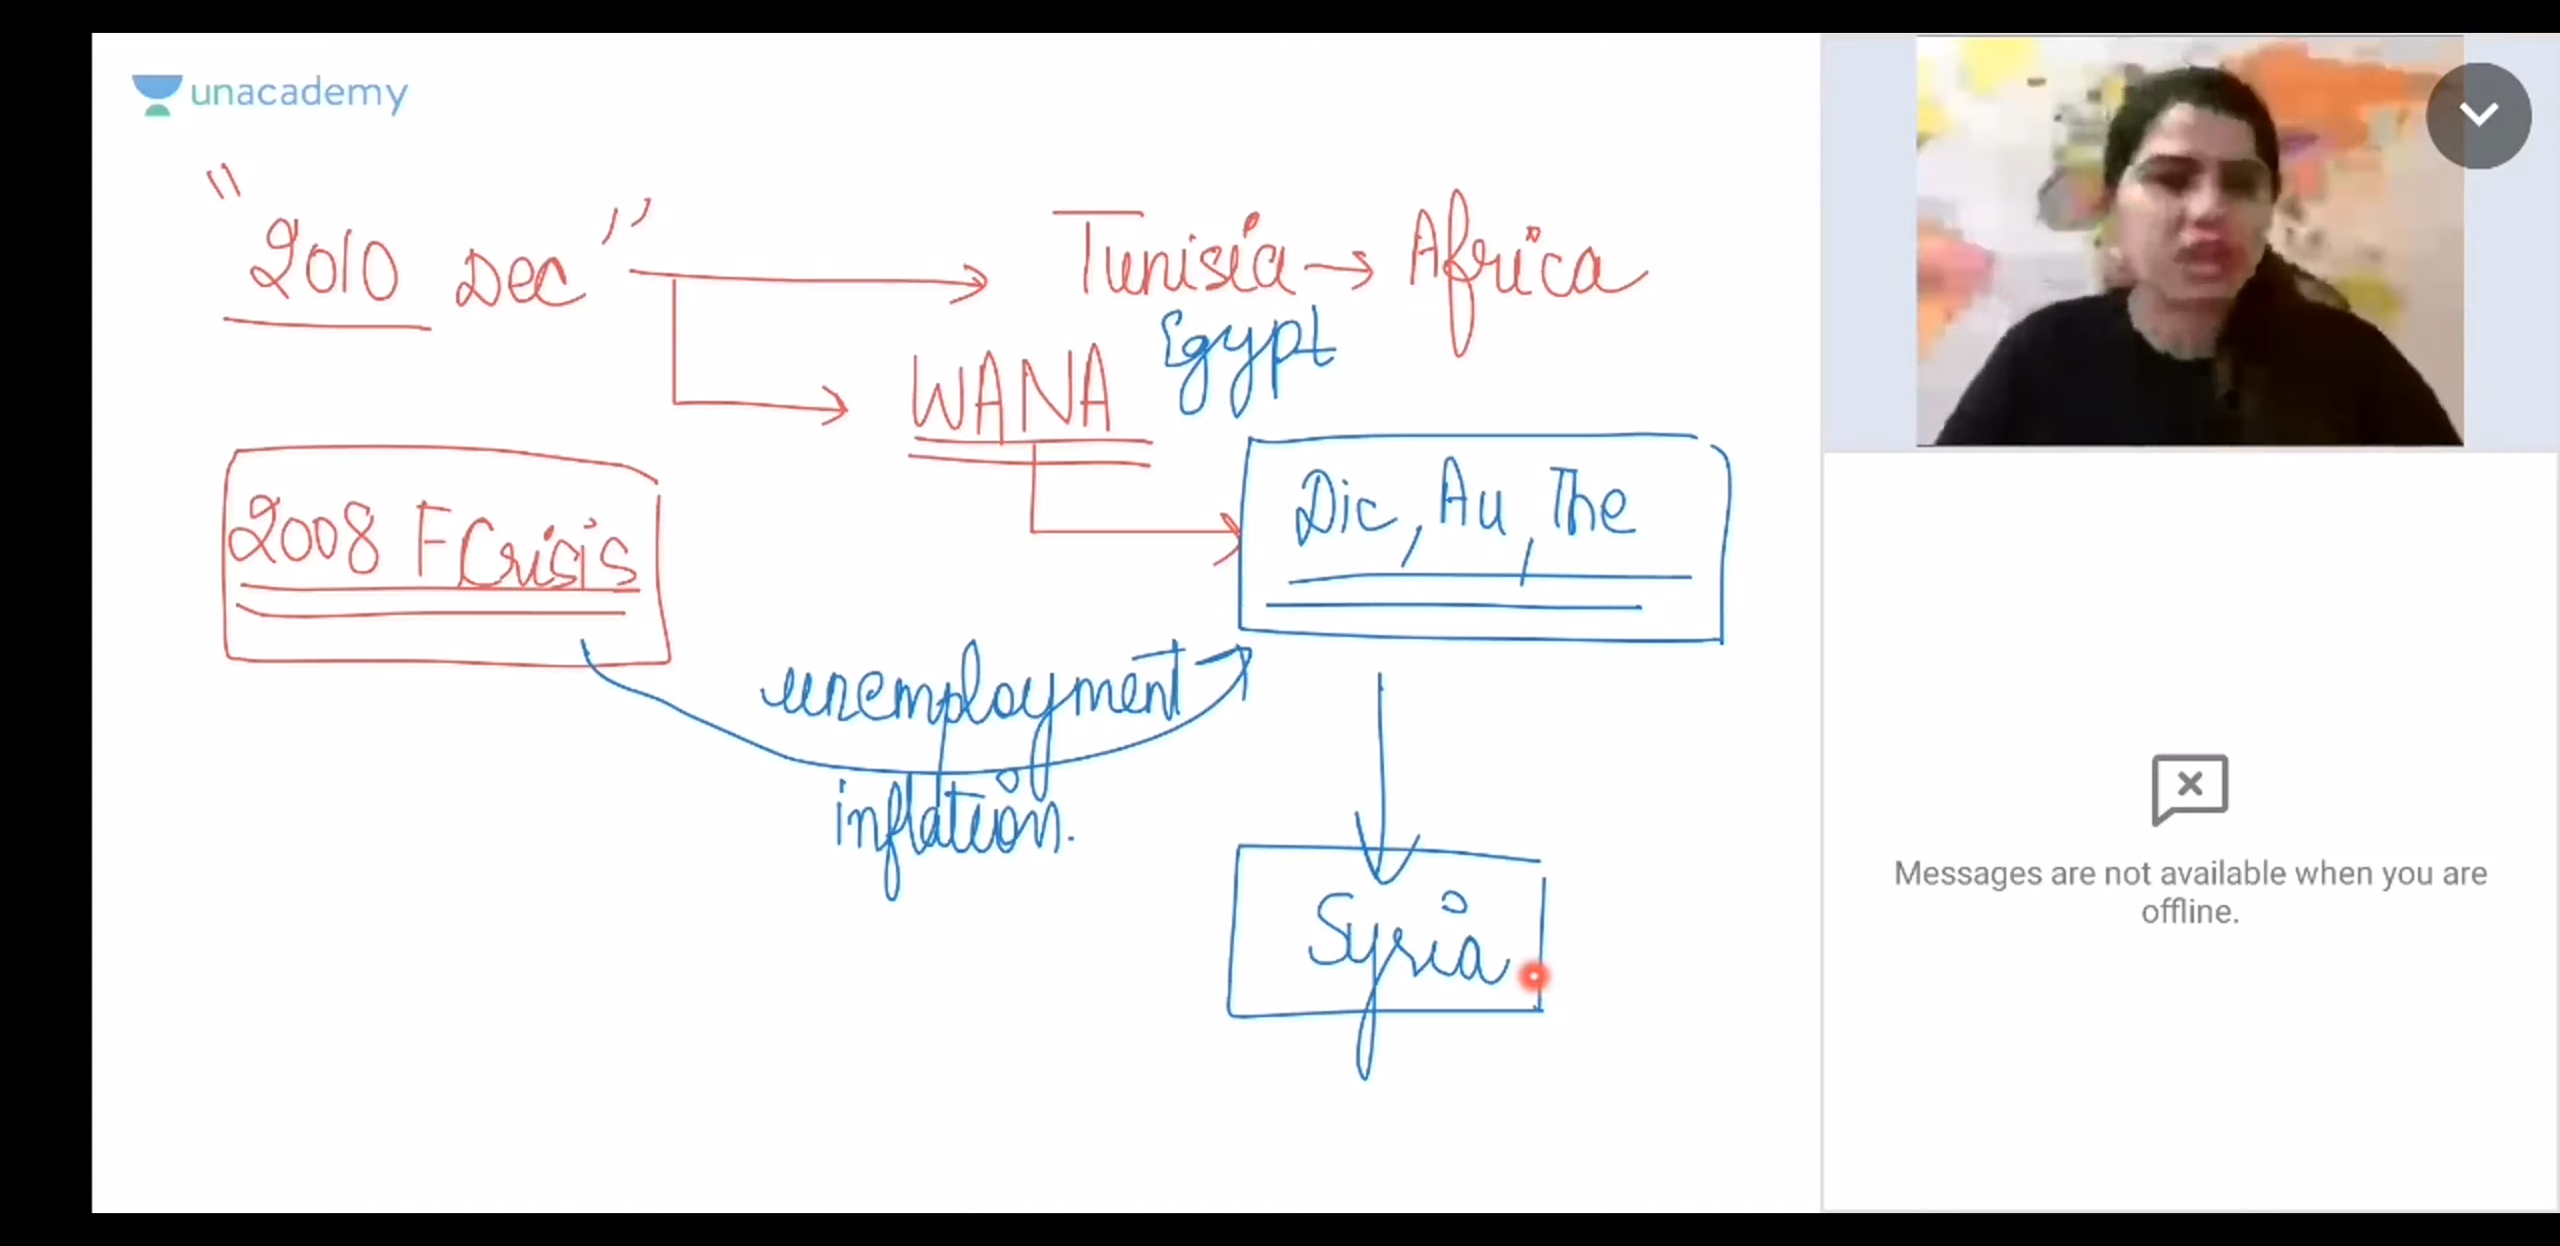 unacademy
"2010 Dec" → Tunisia → Africa
Egypt
WANA
Dic, Au, The
2008 F Crisis
unemployment
inflation.
Syria
Messages are not available when you are
offline.